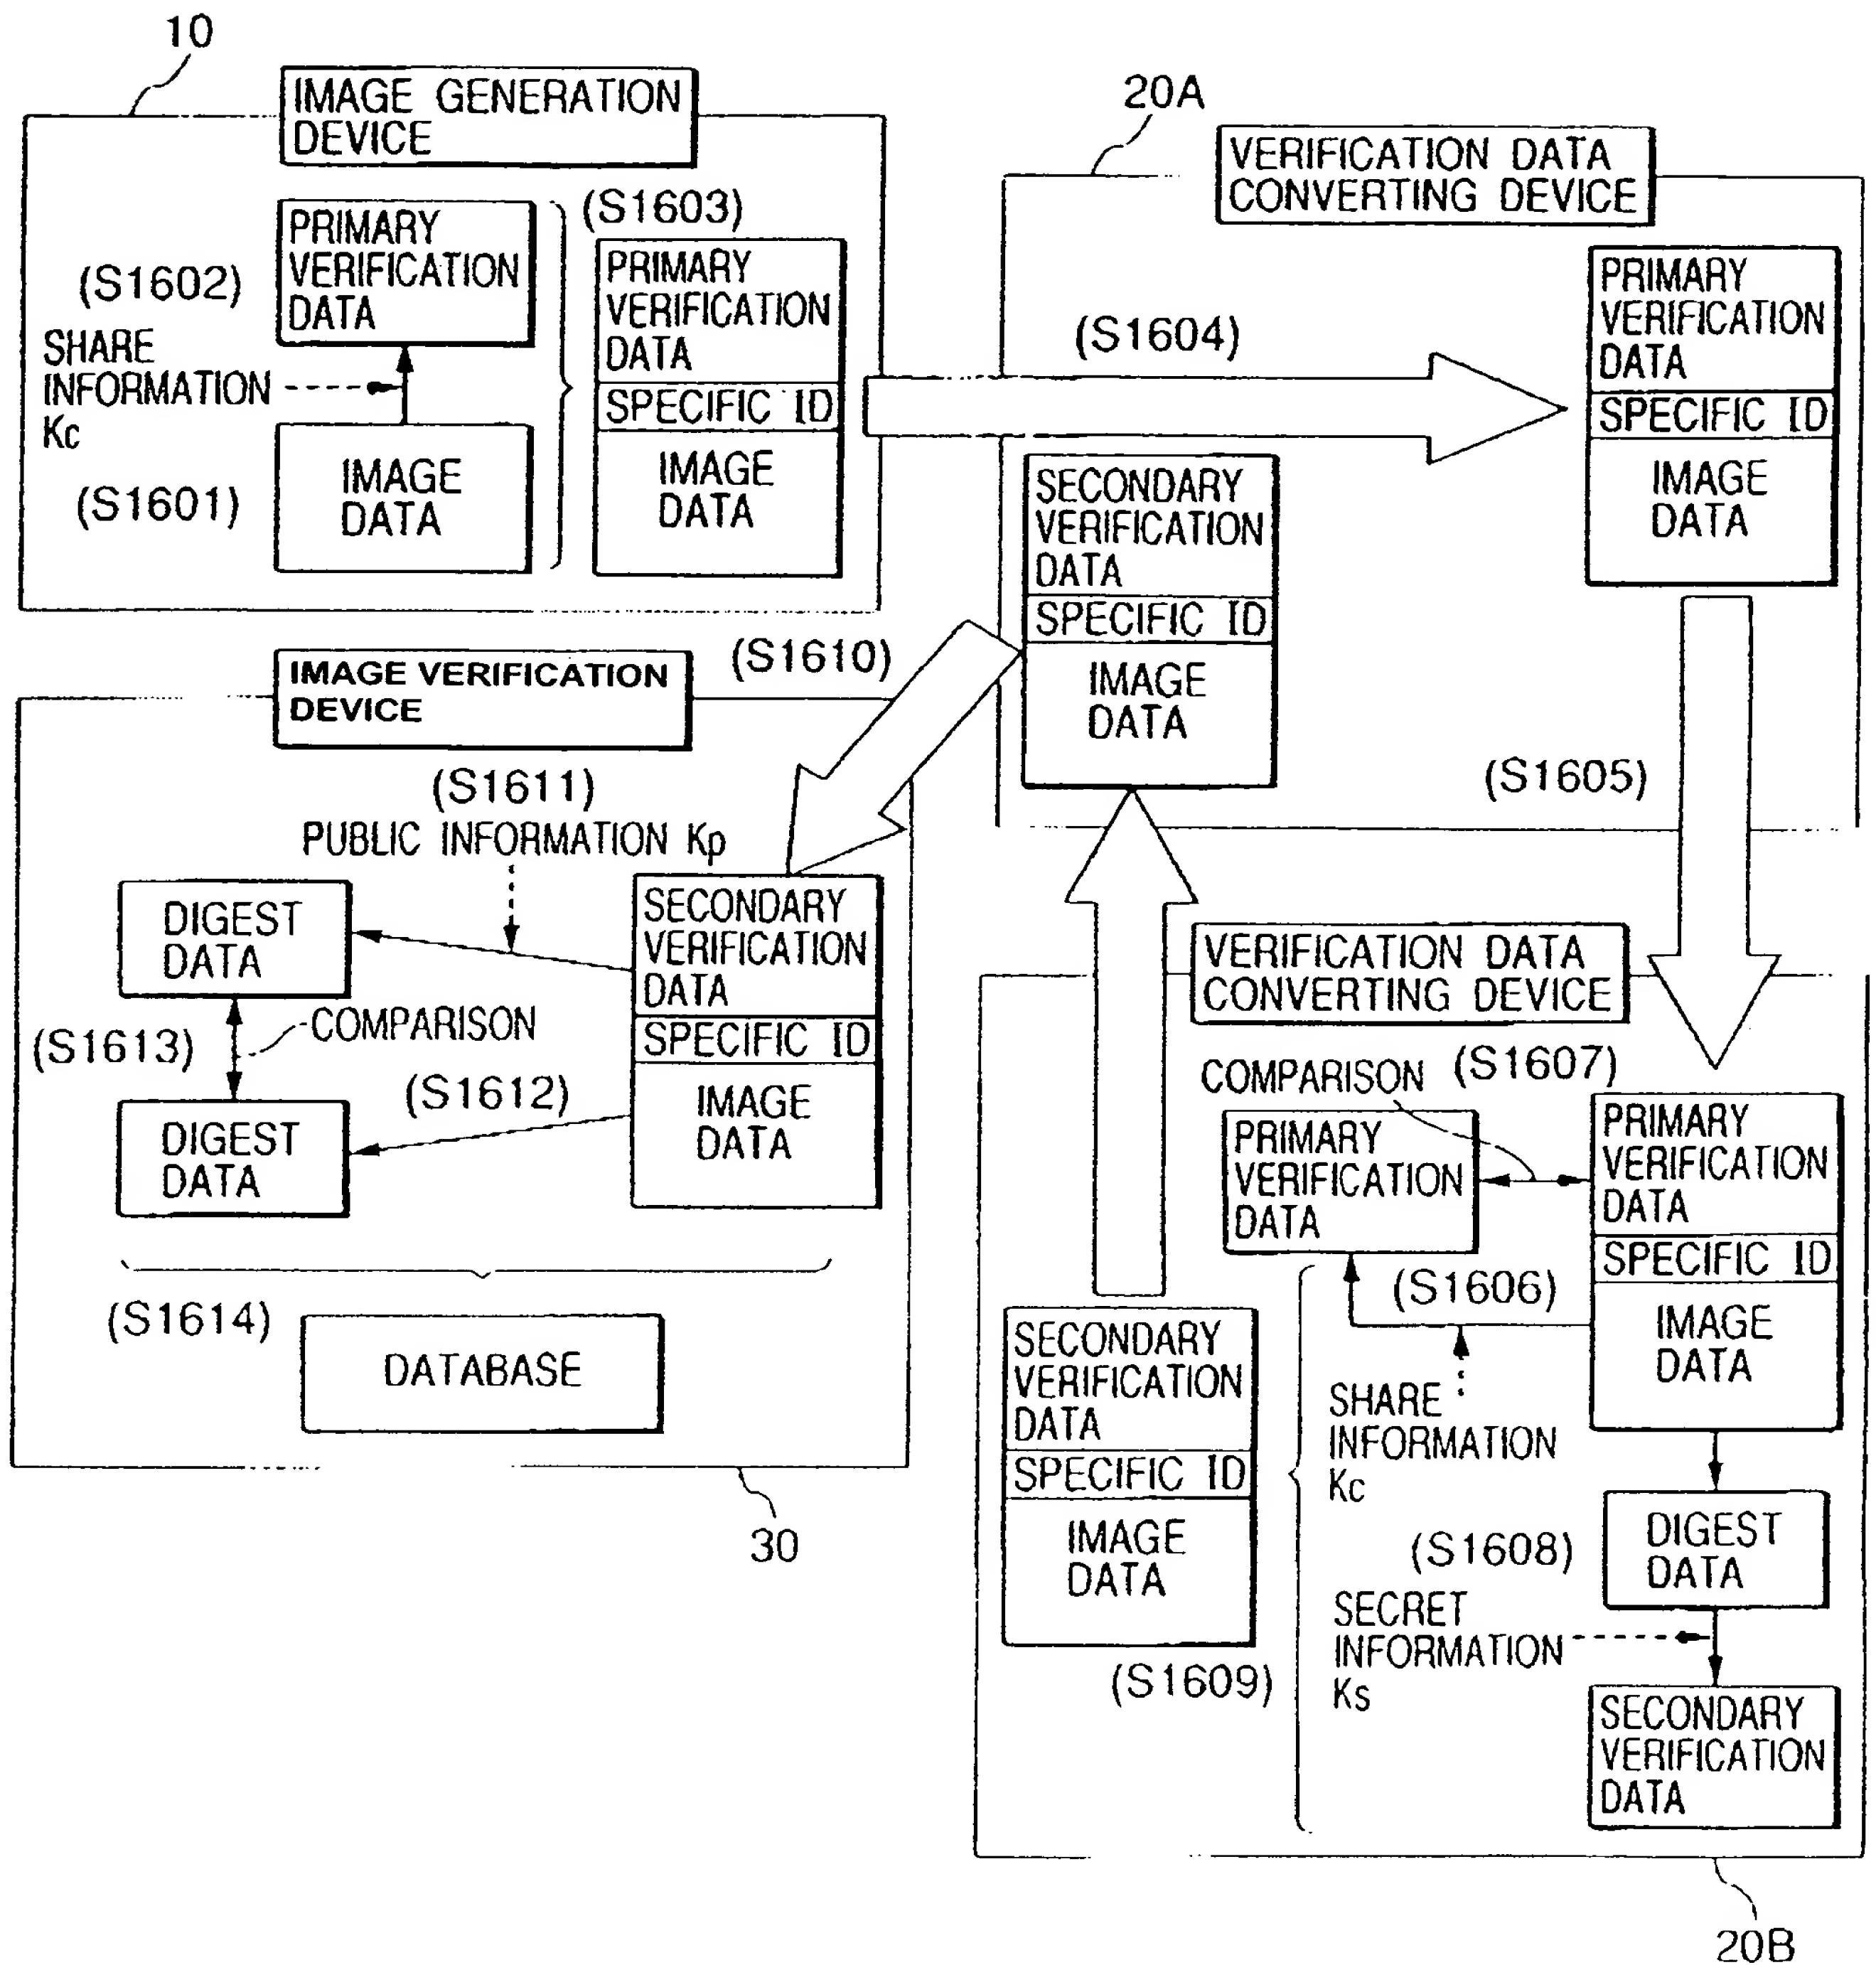 10
IMAGE GENERATION
DEVICE
(S1603)
PRIMARY
VERIFICATION
DATA
(S1602)
SHARE
INFORMATION
Kc
IMAGE
DATA
(S1601)
PRIMARY
VERIFICATION
DATA
SPECIFIC ID
IMAGE
DATA
20A
VERIFICATION DATA
CONVERTING DEVICE
(S1604)
PRIMARY
VERIFICATION
DATA
SPECIFIC ID
IMAGE
DATA
SECONDARY
VERIFICATION
DATA
SPECIFIC ID
IMAGE
DATA
(S1605)
(S1610)
IMAGE VERIFICATION
DEVICE
(S1611)
PUBLIC INFORMATION Kp
DIGEST
DATA
SECONDARY
VERIFICATION
DATA
SPECIFIC ID
IMAGE
DATA
COMPARISON
(S1613)
(S1612)
DIGEST
DATA
(S1614)
DATABASE
30
VERIFICATION DATA
CONVERTING DEVICE
COMPARISON
(S1607)
PRIMARY
VERIFICATION
DATA
PRIMARY
VERIFICATION
DATA
SPECIFIC ID
IMAGE
DATA
(S1606)
SHARE
INFORMATION
Kc
SECONDARY
VERIFICATION
DATA
SPECIFIC ID
IMAGE
DATA
(S1609)
DIGEST
DATA
(S1608)
SECRET
INFORMATION
Ks
SECONDARY
VERIFICATION
DATA
20B